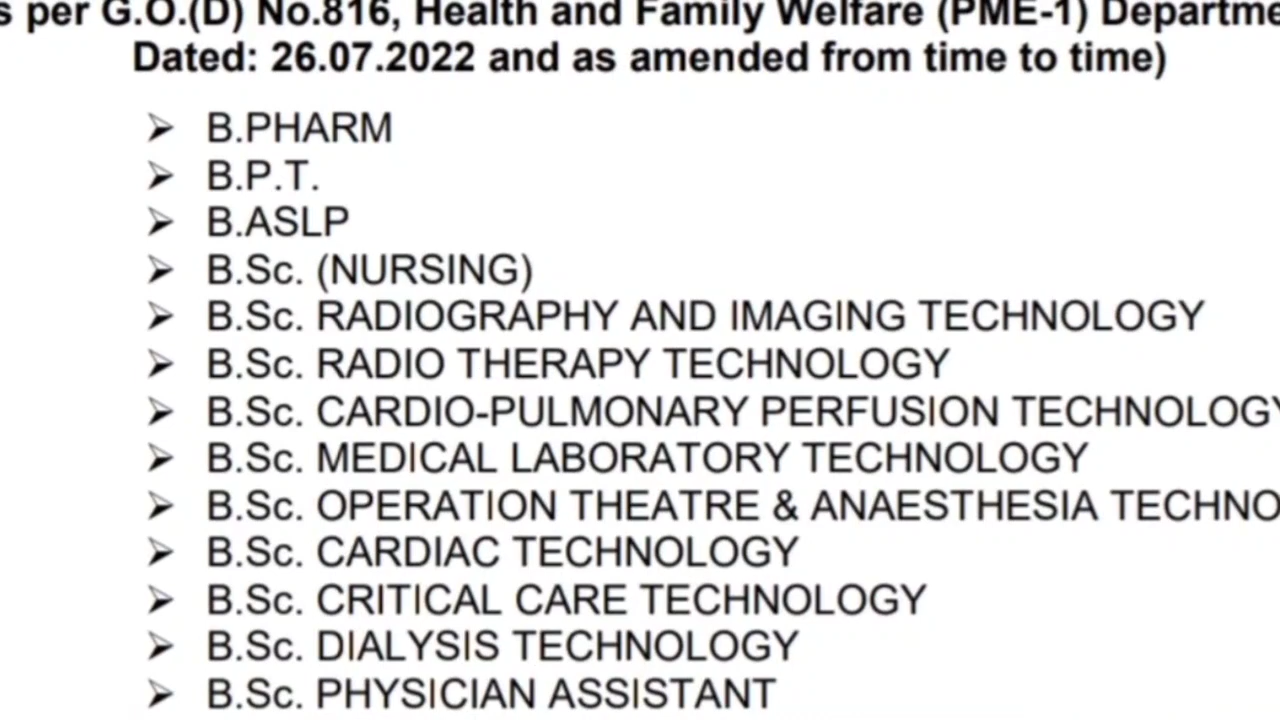 s per G.O.(D) No.816, Health and Family Welfare (PME-1) Departme
Dated: 26.07.2022 and as amended from time to time)
➢ B.PHARM
➢ B.P.T.
➢ B.ASLP
➢ B.Sc. (NURSING)
➢ B.Sc. RADIOGRAPHY AND IMAGING TECHNOLOGY
➢ B.Sc. RADIO THERAPY TECHNOLOGY
➢ B.Sc. CARDIO-PULMONARY PERFUSION TECHNOLOGY
➢ B.Sc. MEDICAL LABORATORY TECHNOLOGY
➢ B.Sc. OPERATION THEATRE & ANAESTHESIA TECHNO
➢ B.Sc. CARDIAC TECHNOLOGY
➢ B.Sc. CRITICAL CARE TECHNOLOGY
➢ B.Sc. DIALYSIS TECHNOLOGY
➢ B.Sc. PHYSICIAN ASSISTANT